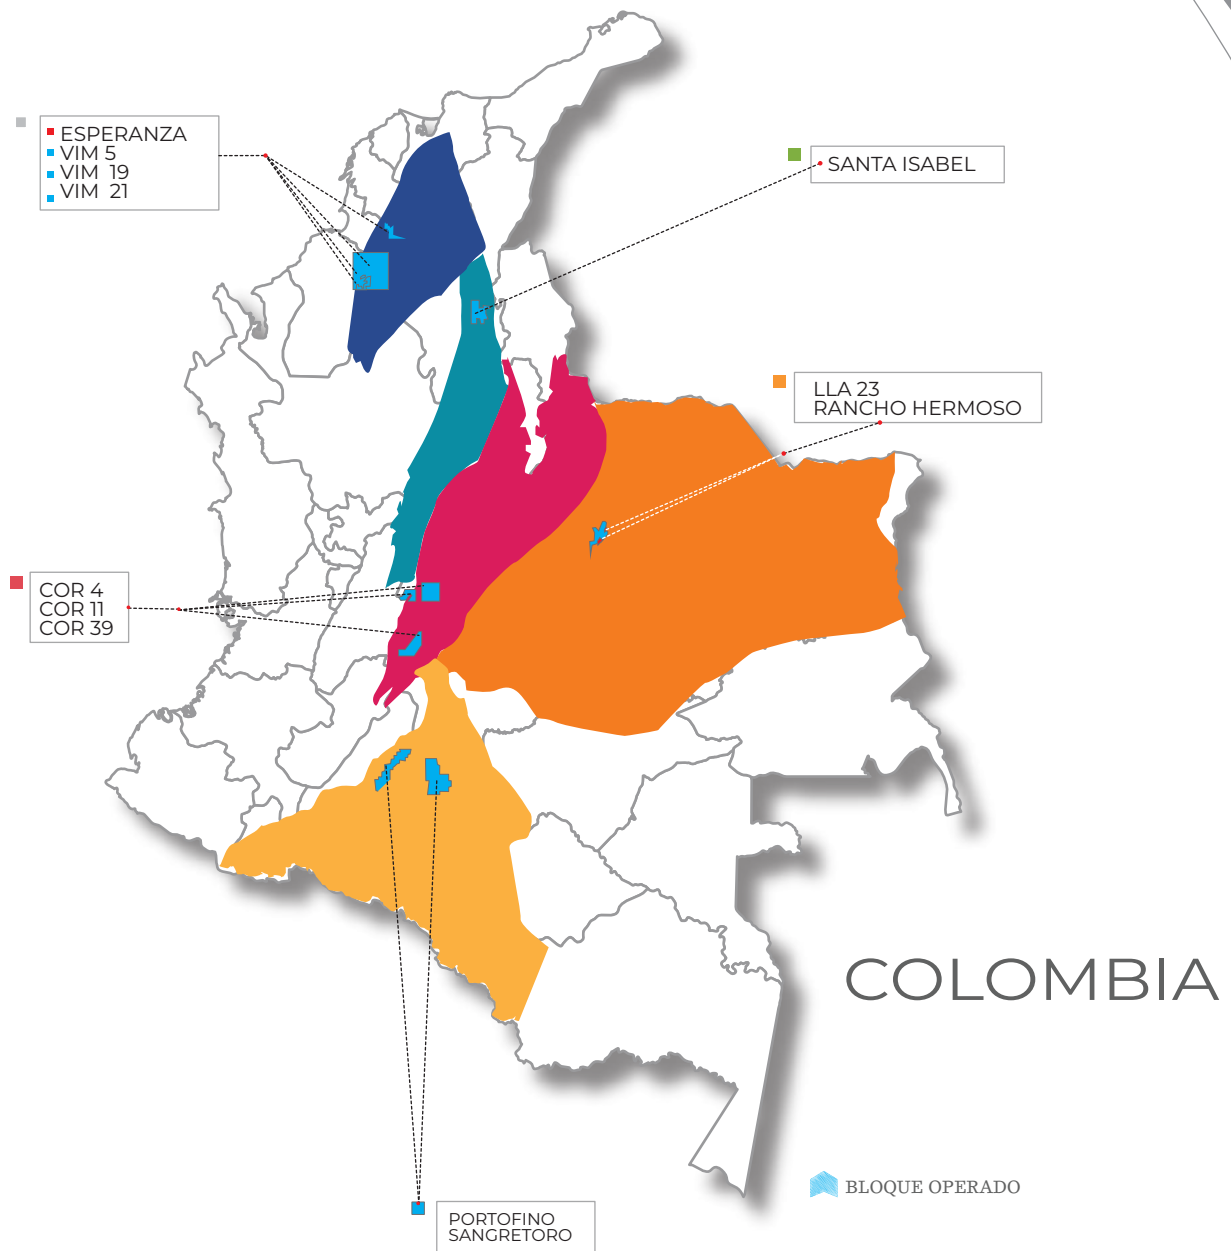 ESPERANZA
VIM 5
VIM 19
VIM 21
SANTA ISABEL
LLA 23
RANCHO HERMOSO
COR 4
COR 11
COR 39
COLOMBIA
BLOQUE OPERADO
PORTOFINO
SANGRETORO